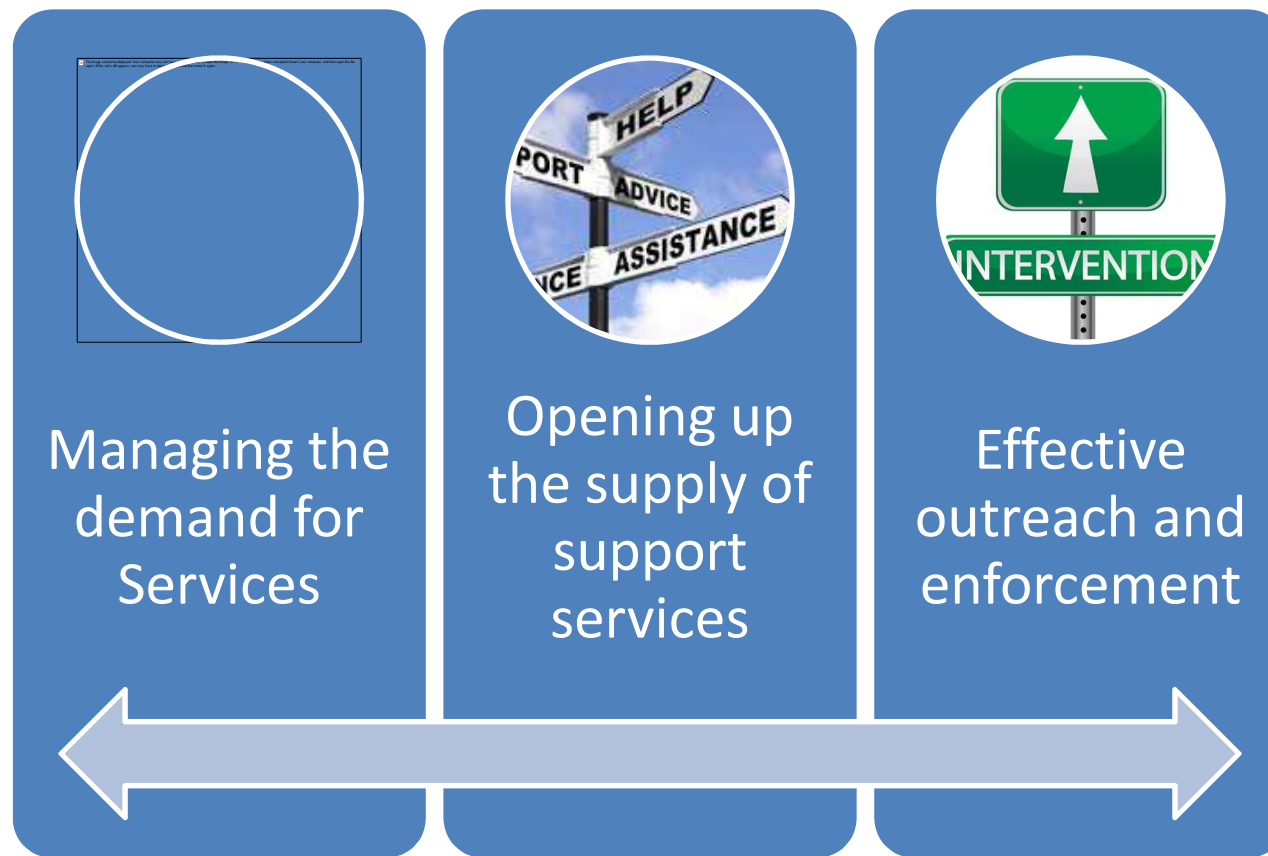 HELP
PORT
ADVICE
ASSISTANCE
NCE
INTERVENTION
Managing the
demand for
Services
Opening up
the supply of
support
services
Effective
outreach and
enforcement